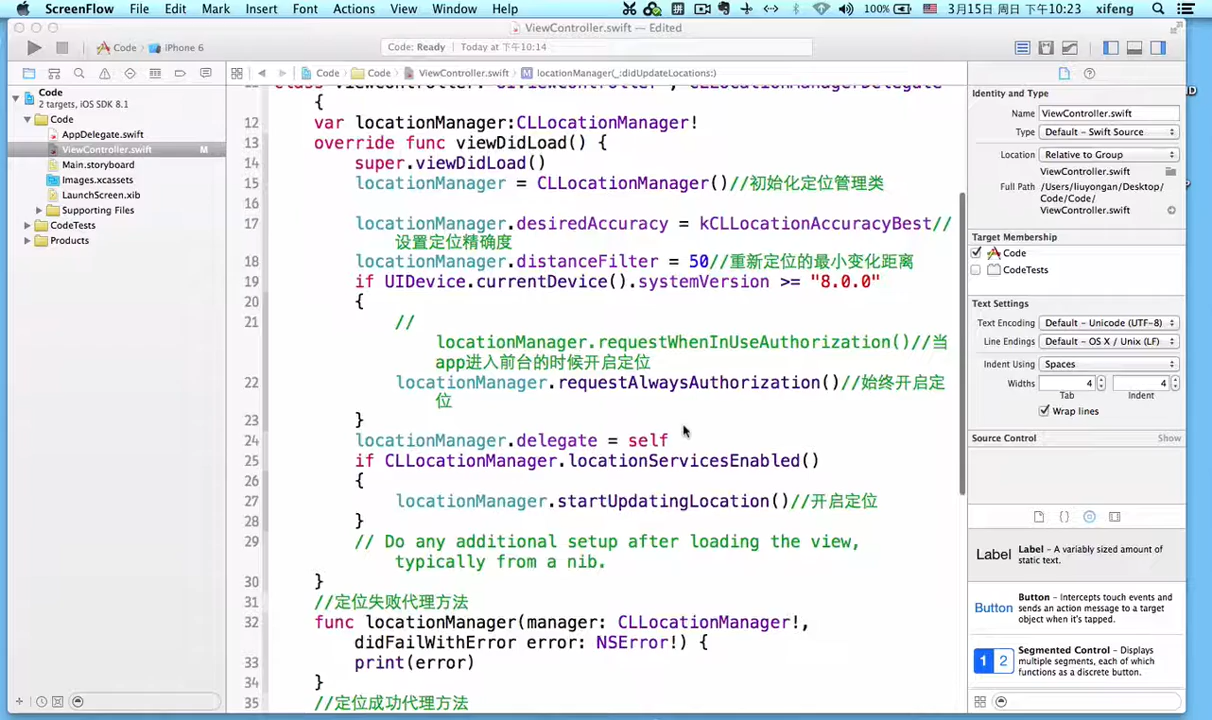 ScreenFlow File Edit Mark Insert Font Actions View Window Help 100% 3月15日 周日 下午10:23 xifeng
ViewController.swift — Edited
Code iPhone 6 Code: Ready Today at 下午10:14
Code Code ViewController.swift M locationManager(_:didUpdateLocations:)
Code
2 targets, iOS SDK 8.1
Code
AppDelegate.swift
ViewController.swift M
Main.storyboard
Images.xcassets
LaunchScreen.xib
Supporting Files
CodeTests
Products
{
12 var locationManager:CLLocationManager!
13 override func viewDidLoad() {
14 super.viewDidLoad()
15 locationManager = CLLocationManager()//初始化定位管理类
16
17 locationManager.desiredAccuracy = kCLLocationAccuracyBest//
设置定位精确度
18 locationManager.distanceFilter = 50//重新定位的最小变化距离
19 if UIDevice.currentDevice().systemVersion >= "8.0.0"
20 {
21 //
locationManager.requestWhenInUseAuthorization()//当
app进入前台的时候开启定位
22 locationManager.requestAlwaysAuthorization()//始终开启定
位
23 }
24 locationManager.delegate = self
25 if CLLocationManager.locationServicesEnabled()
26 {
27 locationManager.startUpdatingLocation()//开启定位
28 }
29 // Do any additional setup after loading the view,
typically from a nib.
30 }
31 //定位失败代理方法
32 func locationManager(manager: CLLocationManager!,
didFailWithError error: NSError!) {
33 print(error)
34 }
35 //定位成功代理方法
Identity and Type
Name ViewController.swift
Type Default - Swift Source
Location Relative to Group
ViewController.swift
Full Path /Users/liuyongan/Desktop/
Code/Code/
ViewController.swift
Target Membership
Code
CodeTests
Text Settings
Text Encoding Default - Unicode (UTF-8)
Line Endings Default - OS X / Unix (LF)
Indent Using Spaces
Widths 4 4
Tab Indent
Wrap lines
Source Control Show
{}
Label Label - A variably sized amount of
static text.
Button Button - Intercepts touch events and
sends an action message to a target
object when it's tapped.
1 2 Segmented Control - Displays
multiple segments, each of which
functions as a discrete button.